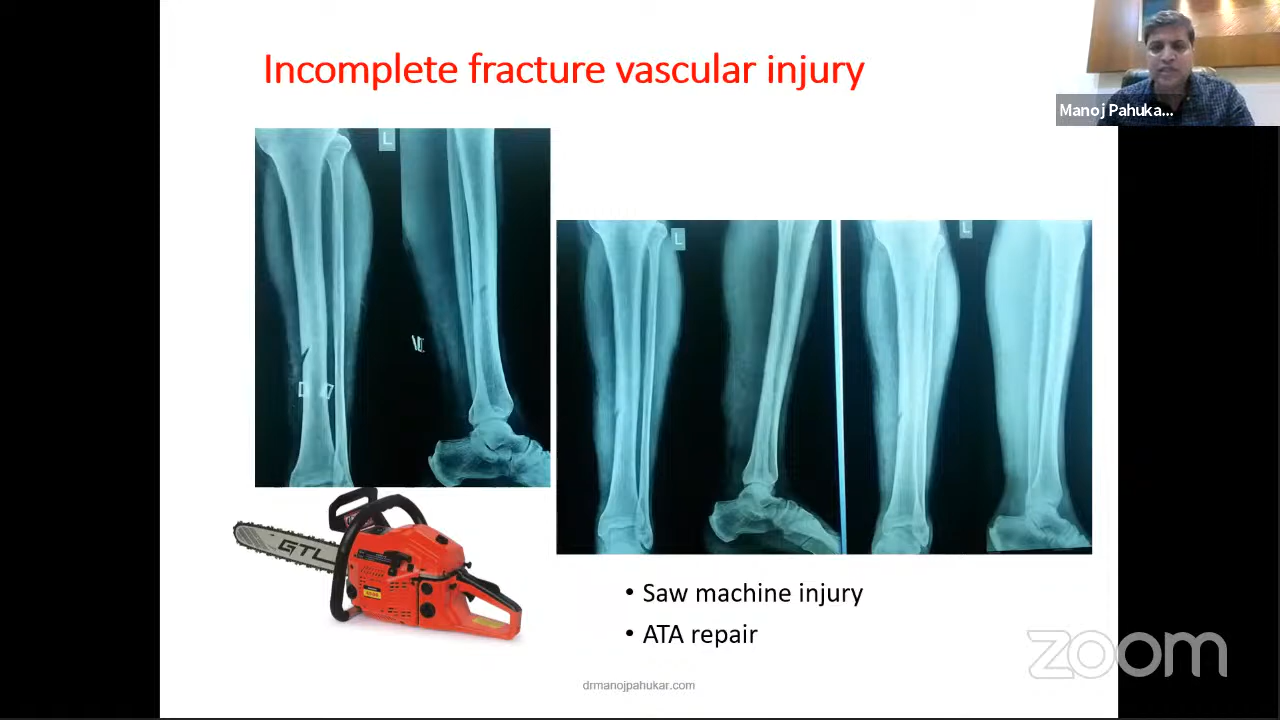 Incomplete fracture vascular injury
Manoj Pahuka...
L
L
L
GTL
• Saw machine injury
• ATA repair
zoom
drmanojpahukar.com